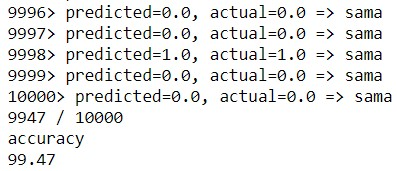 9996> predicted=0.0, actual=0.0 => sama
9997> predicted=0.0, actual=0.0 => sama
9998> predicted=1.0, actual=1.0 => sama
9999> predicted=0.0, actual=0.0 => sama
10000> predicted=0.0, actual=0.0 => sama
9947 / 10000
accuracy
99.47